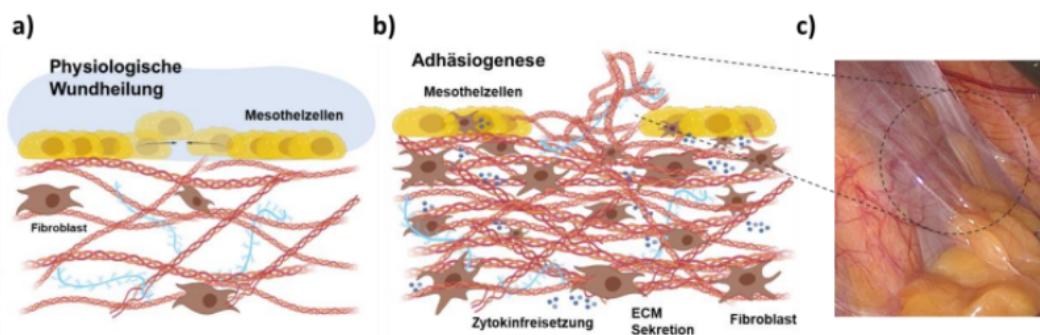 a)
Physiologische
Wundheilung
Mesothelzellen
Fibroblast
b)
Adhäsiogenese
Mesothelzellen
Zytokinfreisetzung
ECM
Sekretion
Fibroblast
c)